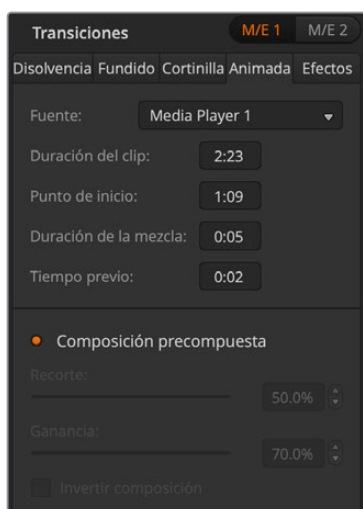 Transiciones M/E 1 M/E 2
Disolvencia Fundido Cortinilla Animada Efectos
Fuente: Media Player 1
Duración del clip: 2:23
Punto de inicio: 1:09
Duración de la mezcla: 0:05
Tiempo previo: 0:02
Composición precompuesta
Recorte:
50.0%
Ganancia:
70.0%
Invertir composición